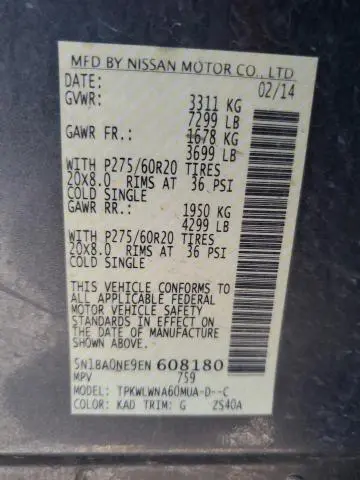 MFD BY NISSAN MOTOR CO., LTD
DATE: 02/14
GVWR: 3311 KG
7299 LB
GAWR FR.: 1678 KG
3699 LB
WITH P275/60R20 TIRES
20X8.0 RIMS AT 36 PSI
COLD SINGLE
GAWR RR.: 1950 KG
4299 LB
WITH P275/60R20 TIRES
20X8.0 RIMS AT 36 PSI
COLD SINGLE
THIS VEHICLE CONFORMS TO
ALL APPLICABLE FEDERAL
MOTOR VEHICLE SAFETY
STANDARDS IN EFFECT ON
THE DATE OF MANUFACTURE
SHOWN ABOVE.
5N1BA0NE9EN 608180
MPV 759
MODEL: TPKWLWNA60MUA-D--C
COLOR: KAD TRIM: G ZS40A